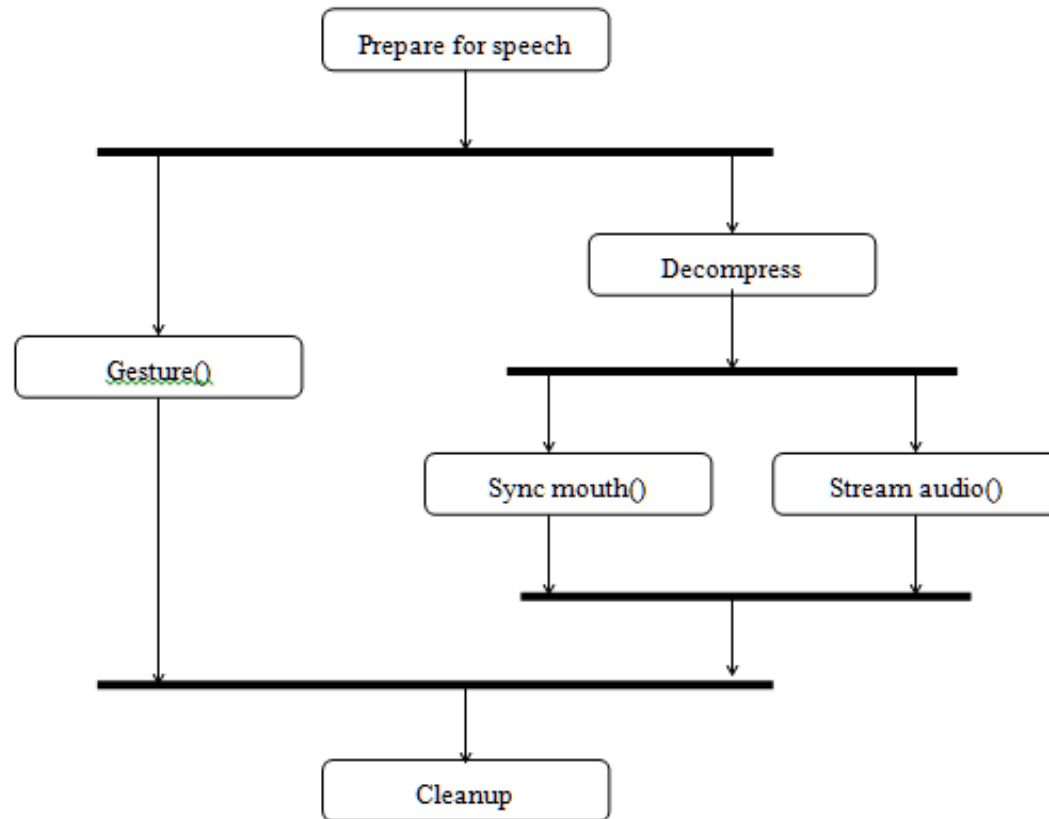 Prepare for speech
Decompress
Gesture()
Sync mouth()
Stream audio()
Cleanup